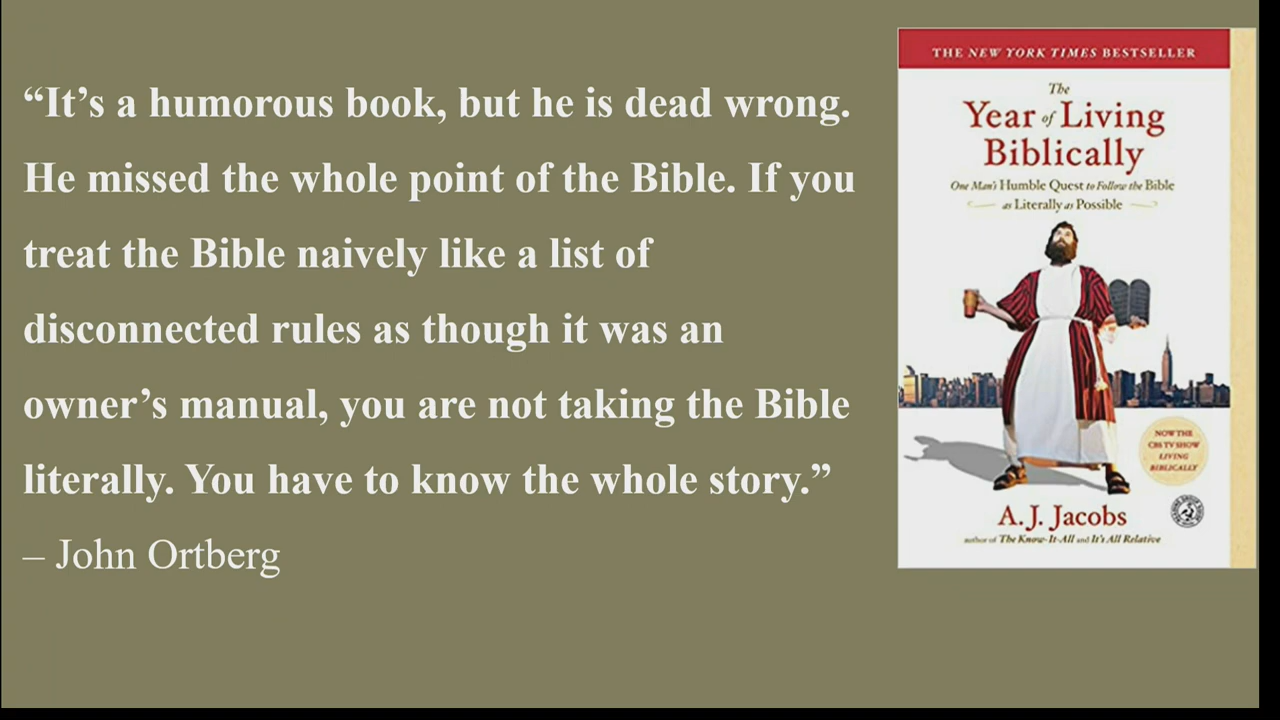 “It’s a humorous book, but he is dead wrong.
He missed the whole point of the Bible. If you
treat the Bible naively like a list of
disconnected rules as though it was an
owner’s manual, you are not taking the Bible
literally. You have to know the whole story.”
– John Ortberg
THE NEW YORK TIMES BESTSELLER
The
Year of Living
Biblically
One Man's Humble Quest to Follow the Bible
as Literally as Possible
NOW THE
CBS TV SHOW
LIVING
BIBLICALLY
A.J. Jacobs
author of The Know-It-All and It's All Relative